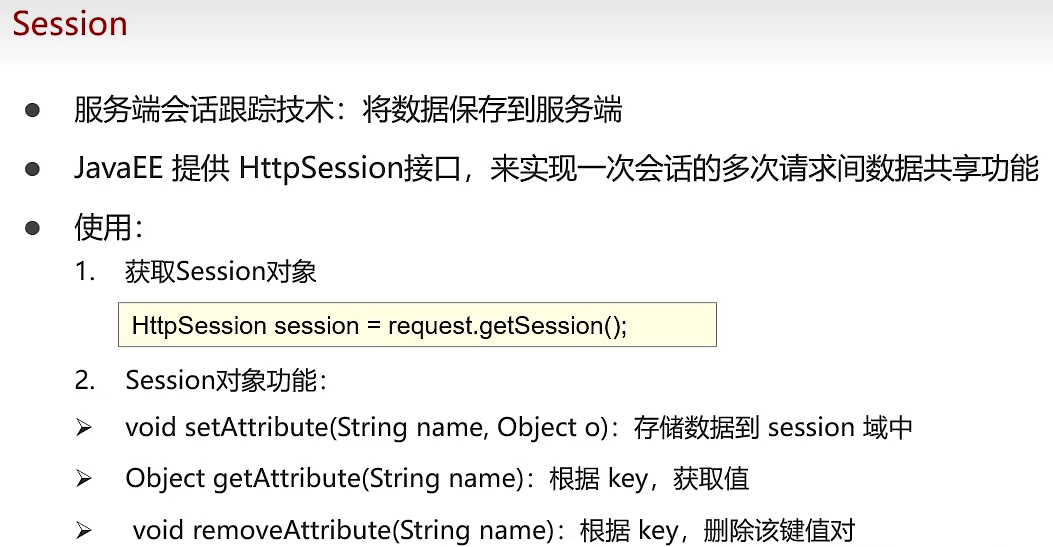 Session
● 服务端会话跟踪技术：将数据保存到服务端
● JavaEE 提供 HttpSession接口，来实现一次会话的多次请求间数据共享功能
● 使用：
1. 获取Session对象
HttpSession session = request.getSession();
2. Session对象功能：
➢ void setAttribute(String name, Object o)：存储数据到 session 域中
➢ Object getAttribute(String name)：根据 key，获取值
➢ void removeAttribute(String name)：根据 key，删除该键值对